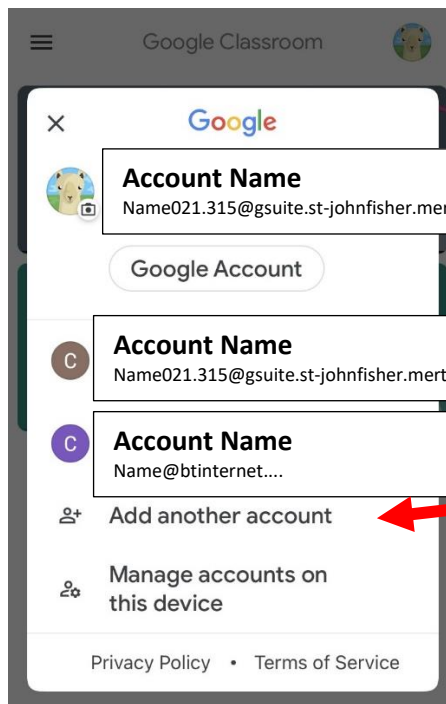 Google Classroom
Google
Account Name
Name021.315@gsuite.st-johnfisher.mer
Google Account
C
Account Name
Name021.315@gsuite.st-johnfisher.mert
C
Account Name
Name@btinternet....
Add another account
Manage accounts on
this device
Privacy Policy • Terms of Service